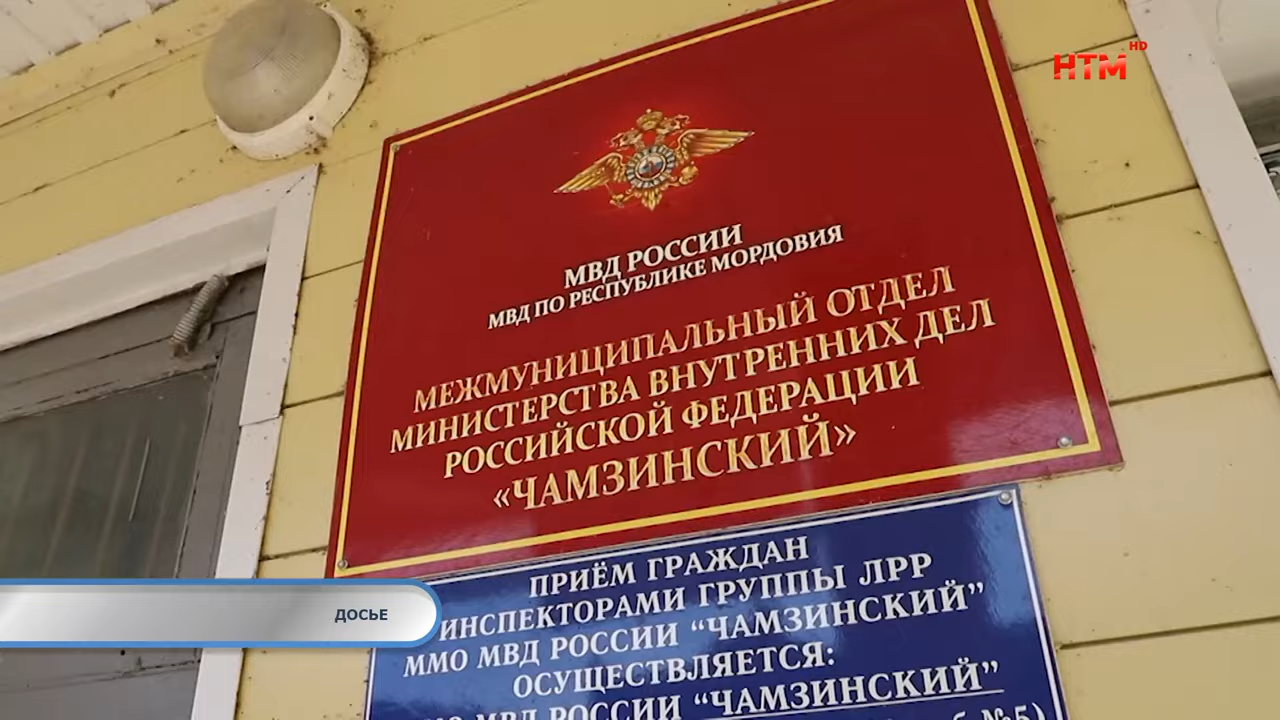 НТМ HD
МВД РОССИИ
МВД ПО РЕСПУБЛИКЕ МОРДОВИЯ
МЕЖМУНИЦИПАЛЬНЫЙ ОТДЕЛ
МИНИСТЕРСТВА ВНУТРЕННИХ ДЕЛ
РОССИЙСКОЙ ФЕДЕРАЦИИ
«ЧАМЗИНСКИЙ»
ПРИЁМ ГРАЖДАН
ИНСПЕКТОРАМИ ГРУППЫ ЛРР
ММО МВД РОССИИ “ЧАМЗИНСКИЙ”
ОСУЩЕСТВЛЯЕТСЯ:
МВД РОССИИ “ЧАМЗИНСКИЙ”
№5)
ДОСЬЕ